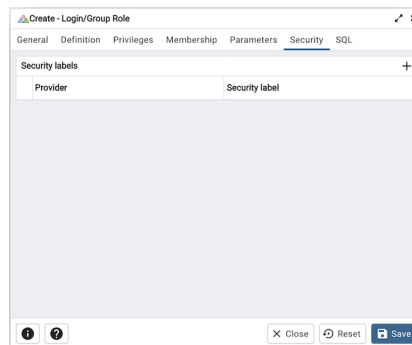 Create - Login/Group Role
General Definition Privileges Membership Parameters Security SQL
Security labels
Provider Security label
Close Reset Save